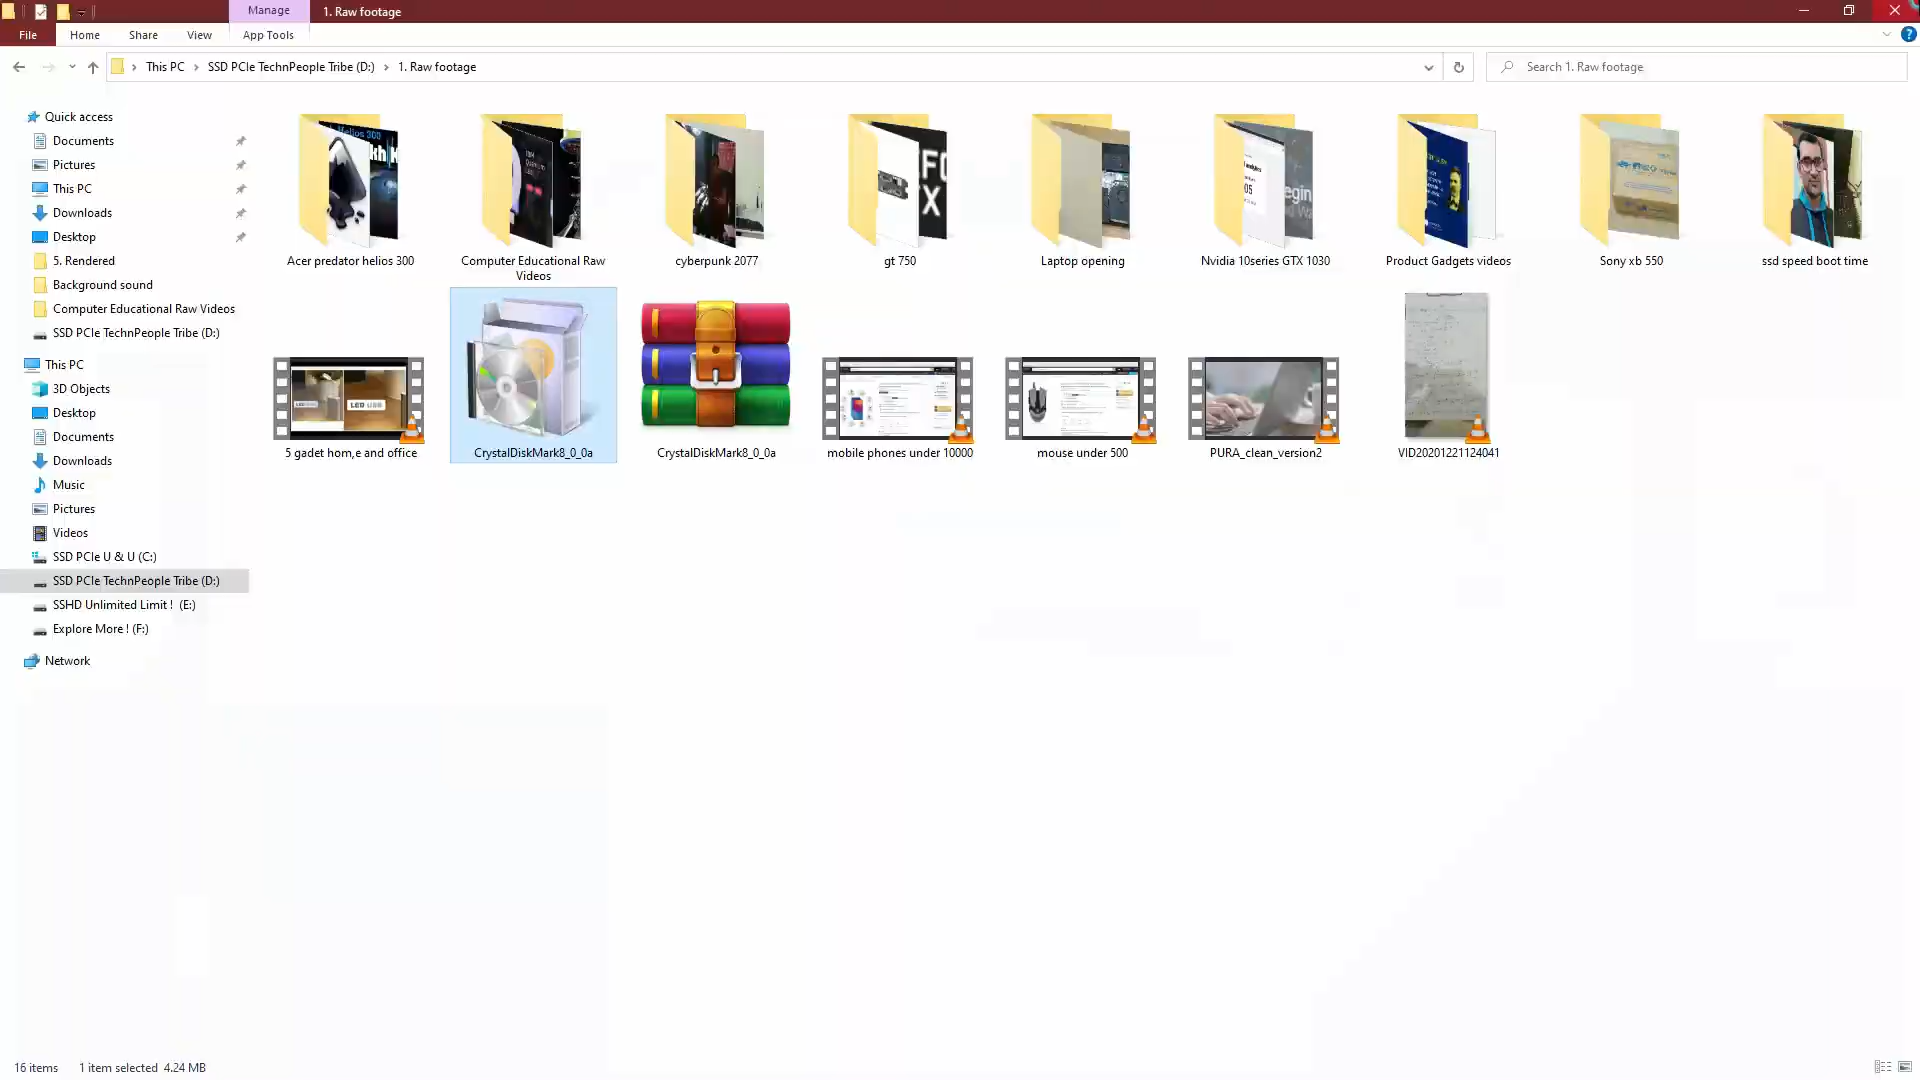 Manage
1. Raw footage
File
Home
Share
View
App Tools
This PC
SSD PCIe TechnPeople Tribe (D:)
1. Raw footage
Search 1. Raw footage
Quick access
Documents
Pictures
This PC
Downloads
Desktop
5. Rendered
Background sound
Computer Educational Raw Videos
SSD PCIe TechnPeople Tribe (D:)
This PC
3D Objects
Desktop
Documents
Downloads
Music
Pictures
Videos
SSD PCIe U & U (C:)
SSD PCIe TechnPeople Tribe (D:)
SSHD Unlimited Limit ! (E:)
Explore More ! (F:)
Network
Acer predator helios 300
Computer Educational Raw
Videos
cyberpunk 2077
gt 750
Laptop opening
Nvidia 10series GTX 1030
Product Gadgets videos
Sony xb 550
ssd speed boot time
5 gadet hom,e and office
CrystalDiskMark8_0_0a
CrystalDiskMark8_0_0a
mobile phones under 10000
mouse under 500
PURA_clean_version2
VID20201221124041
16 items
1 item selected 4.24 MB